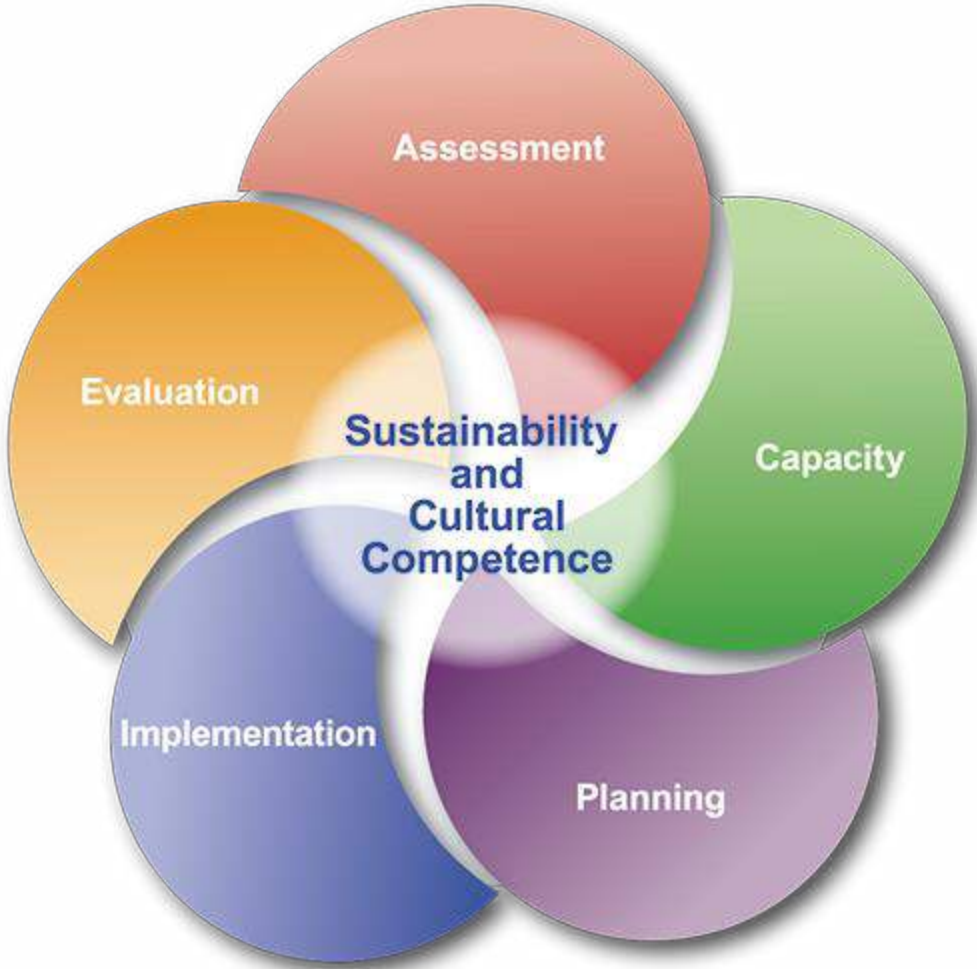 Assessment
Capacity
Planning
Implementation
Evaluation
Sustainability
and
Cultural
Competence